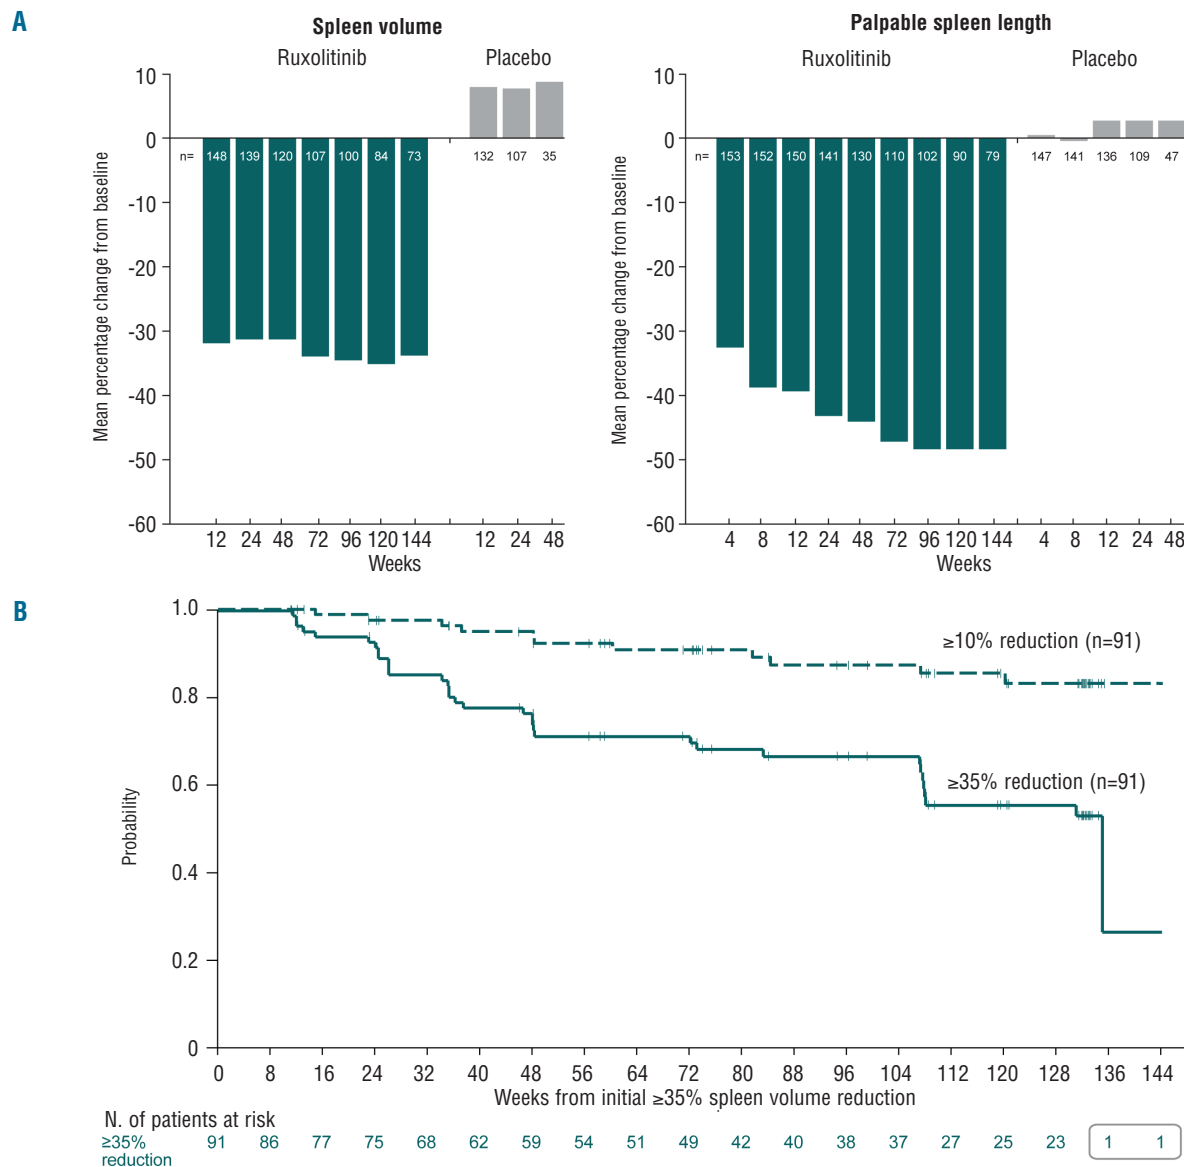 A
Spleen volume
Ruxolitinib Placebo
Mean percentage change from baseline
10
0
-10
-20
-30
-40
-50
-60
n= 148 139 120 107 100 84 73 132 107 35
12 24 48 72 96 120 144 12 24 48
Weeks
Palpable spleen length
Ruxolitinib Placebo
Mean percentage change from baseline
10
0
-10
-20
-30
-40
-50
-60
n= 153 152 150 141 130 110 102 90 79 147 141 136 109 47
4 8 12 24 48 72 96 120 144 4 8 12 24 48
Weeks
B
Probability
1.0
0.8
0.6
0.4
0.2
0
≥10% reduction (n=91)
≥35% reduction (n=91)
0 8 16 24 32 40 48 56 64 72 80 88 96 104 112 120 128 136 144
Weeks from initial ≥35% spleen volume reduction
N. of patients at risk
≥35% 91 86 77 75 68 62 59 54 51 49 42 40 38 37 27 25 23 1 1
reduction